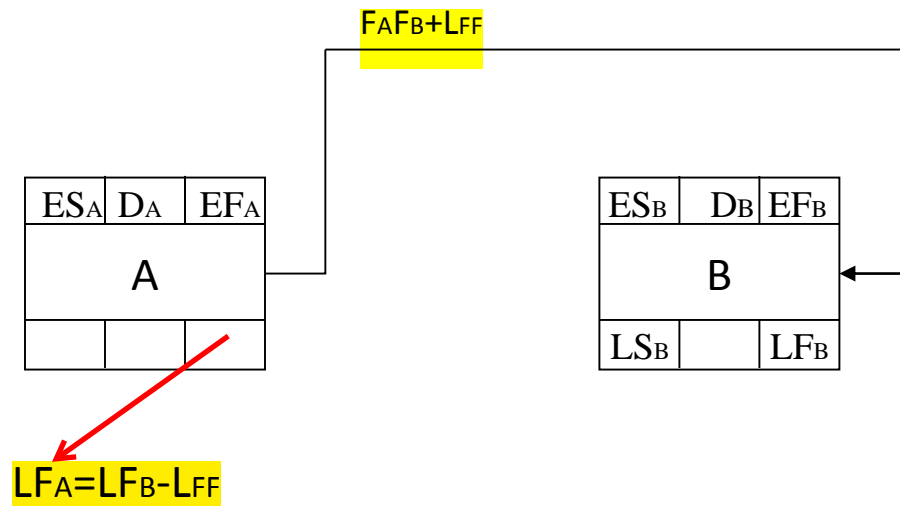 FAFB+LFF
ESA DA EFA
A
ESB DB EFB
B
LSB LFB
LFA=LFB-LFF